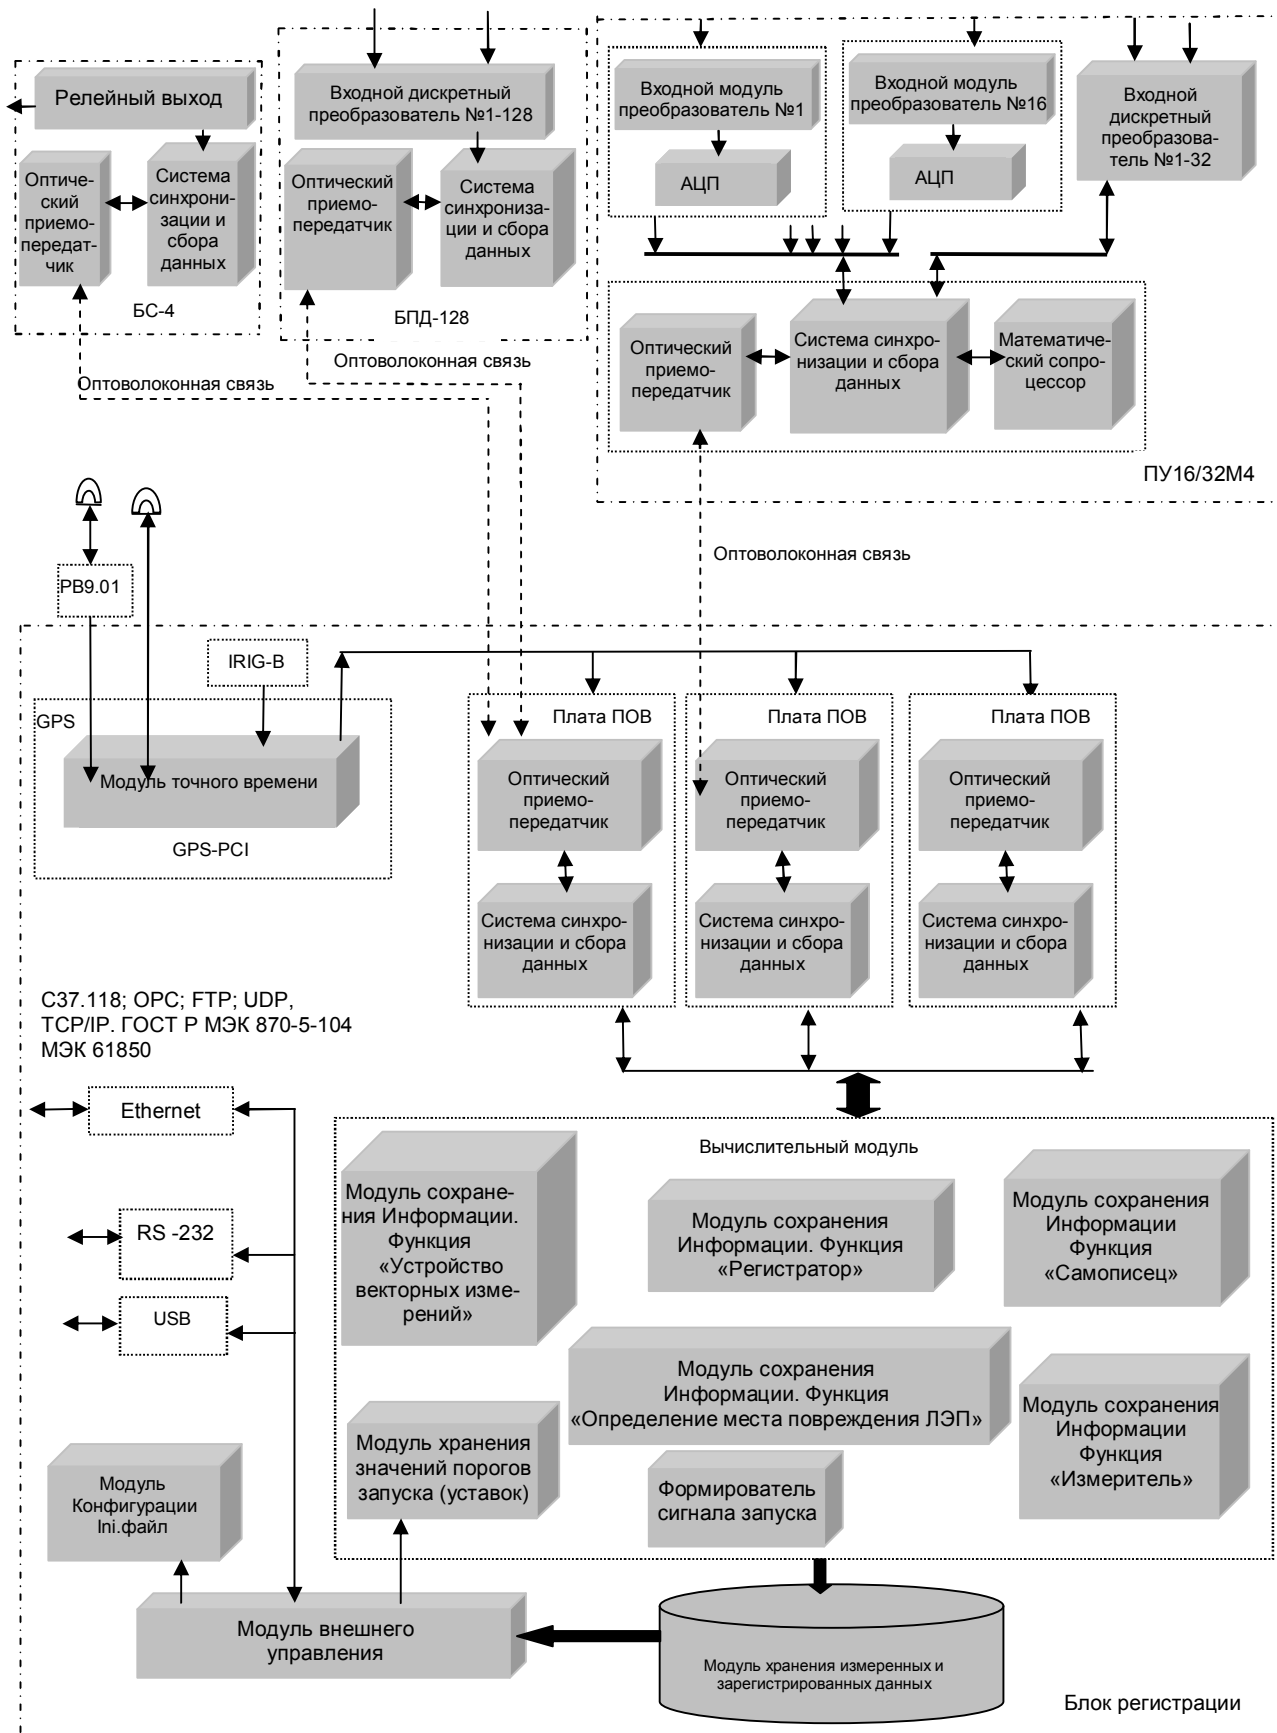 Релейный выход
Оптиче-
ский
приемо-
передат-
чик
Система
синхрони-
зации и
сбора
данных
БС-4
Входной дискретный
преобразователь №1-128
Оптический
приемо-
передатчик
Система
синхрониза-
ции и сбора
данных
БПД-128
Входной модуль
преобразователь №1
АЦП
Входной модуль
преобразователь №16
АЦП
Входной
дискретный
преобразова-
тель №1-32
Оптический
приемо-
передатчик
Система синхро-
низации и сбора
данных
Математиче-
ский сопро-
цессор
ПУ16/32М4
Оптоволоконная связь
Оптоволоконная связь
Оптоволоконная связь
РВ9.01
IRIG-B
GPS
Модуль точного времени
GPS-PCI
Плата ПОВ
Оптический
приемо-
передатчик
Система синхро-
низации и сбора
данных
Плата ПОВ
Оптический
приемо-
передатчик
Система синхро-
низации и сбора
данных
Плата ПОВ
Оптический
приемо-
передатчик
Система синхро-
низации и сбора
данных
С37.118; OPC; FTP; UDP,
TCP/IP. ГОСТ Р МЭК 870-5-104
МЭК 61850
Ethernet
RS -232
USB
Вычислительный модуль
Модуль сохране-
ния Информации.
Функция
«Устройство
векторных изме-
рений»
Модуль сохранения
Информации. Функция
«Регистратор»
Модуль сохранения
Информации
Функция
«Самописец»
Модуль сохранения
Информации. Функция
«Определение места повреждения ЛЭП»
Модуль сохранения
Информации
Функция
«Измеритель»
Модуль хранения
значений порогов
запуска (уставок)
Формирователь
сигнала запуска
Модуль
Конфигурации
Ini.файл
Модуль внешнего
управления
Модуль хранения измеренных и
зарегистрированных данных
Блок регистрации